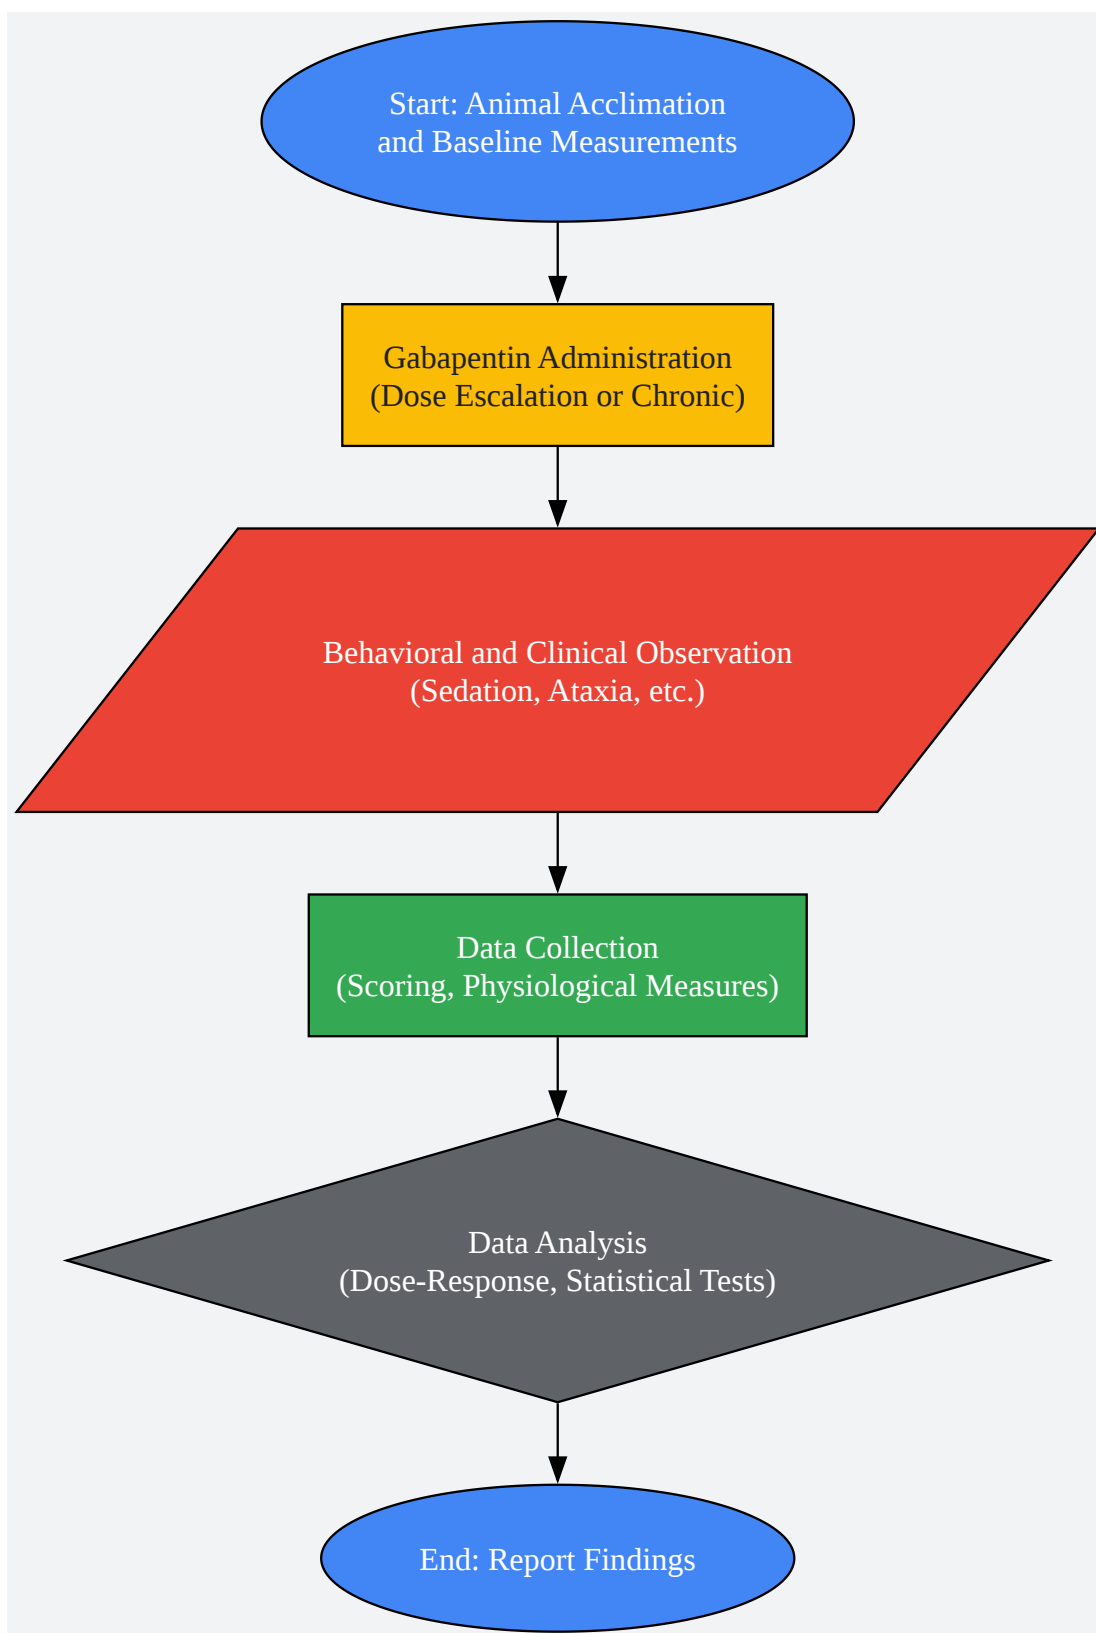 Start: Animal Acclimation
and Baseline Measurements
Gabapentin Administration
(Dose Escalation or Chronic)
Behavioral and Clinical Observation
(Sedation, Ataxia, etc.)
Data Collection
(Scoring, Physiological Measures)
Data Analysis
(Dose-Response, Statistical Tests)
End: Report Findings